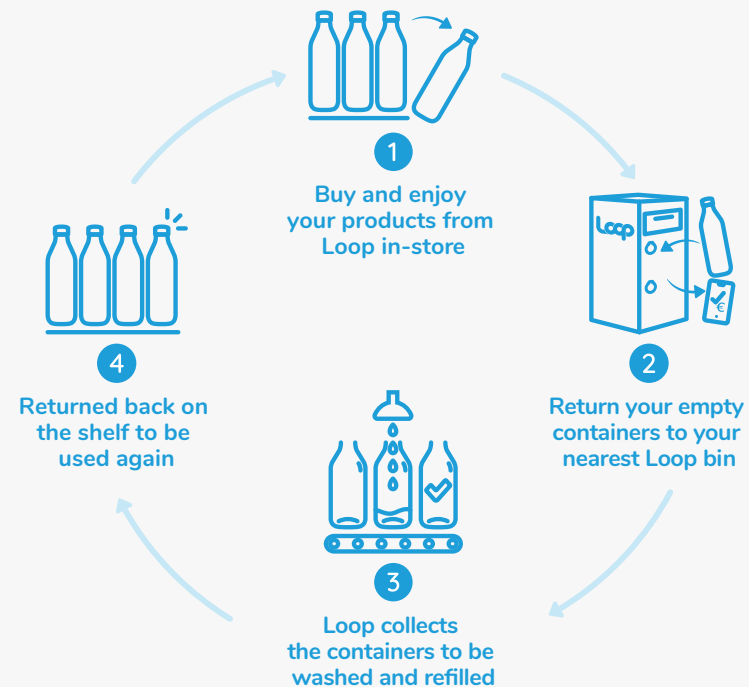 1
Buy and enjoy
your products from
Loop in-store
Loop
€
2
Return your empty
containers to your
nearest Loop bin
3
Loop collects
the containers to be
washed and refilled
4
Returned back on
the shelf to be
used again